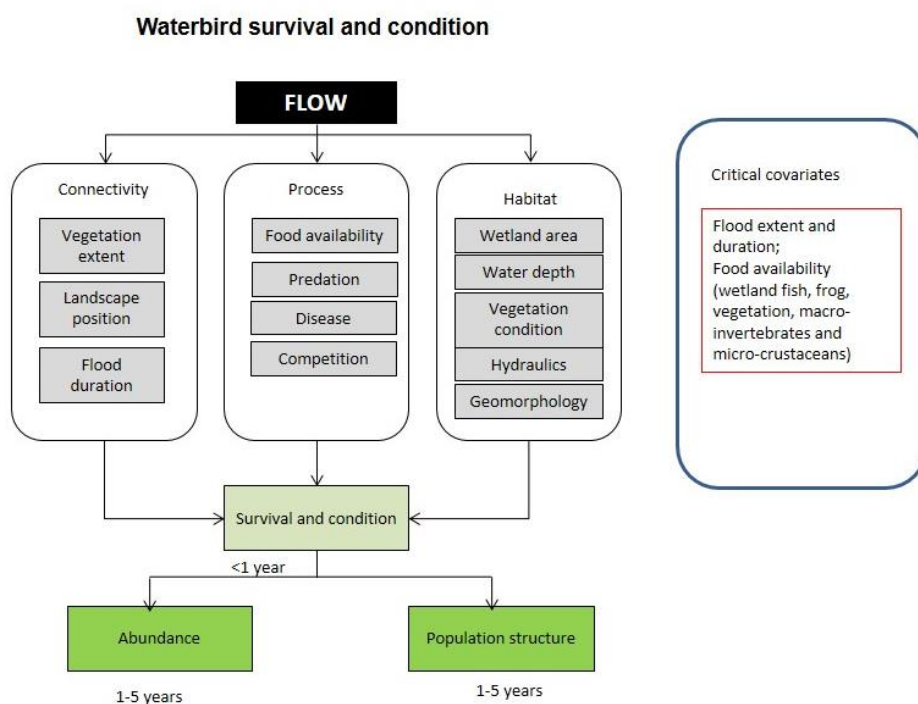 Waterbird survival and condition
FLOW
Connectivity
Vegetation
extent
Landscape
position
Flood
duration
Process
Food availability
Predation
Disease
Competition
Habitat
Wetland area
Water depth
Vegetation
condition
Hydraulics
Geomorphology
Critical covariates
Flood extent and
duration;
Food availability
(wetland fish, frog,
vegetation, macro-
invertebrates and
micro-crustaceans)
Survival and condition
<1 year
Abundance
Population structure
1-5 years
1-5 years